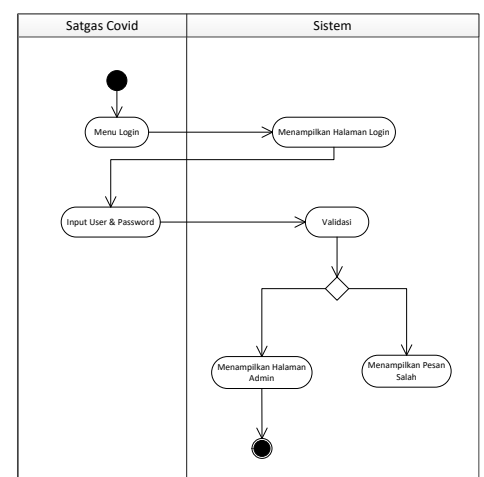 Satgas Covid
Sistem
Menu Login
Menampilkan Halaman Login
Input User & Password
Validasi
Menampilkan Halaman
Admin
Menampilkan Pesan
Salah